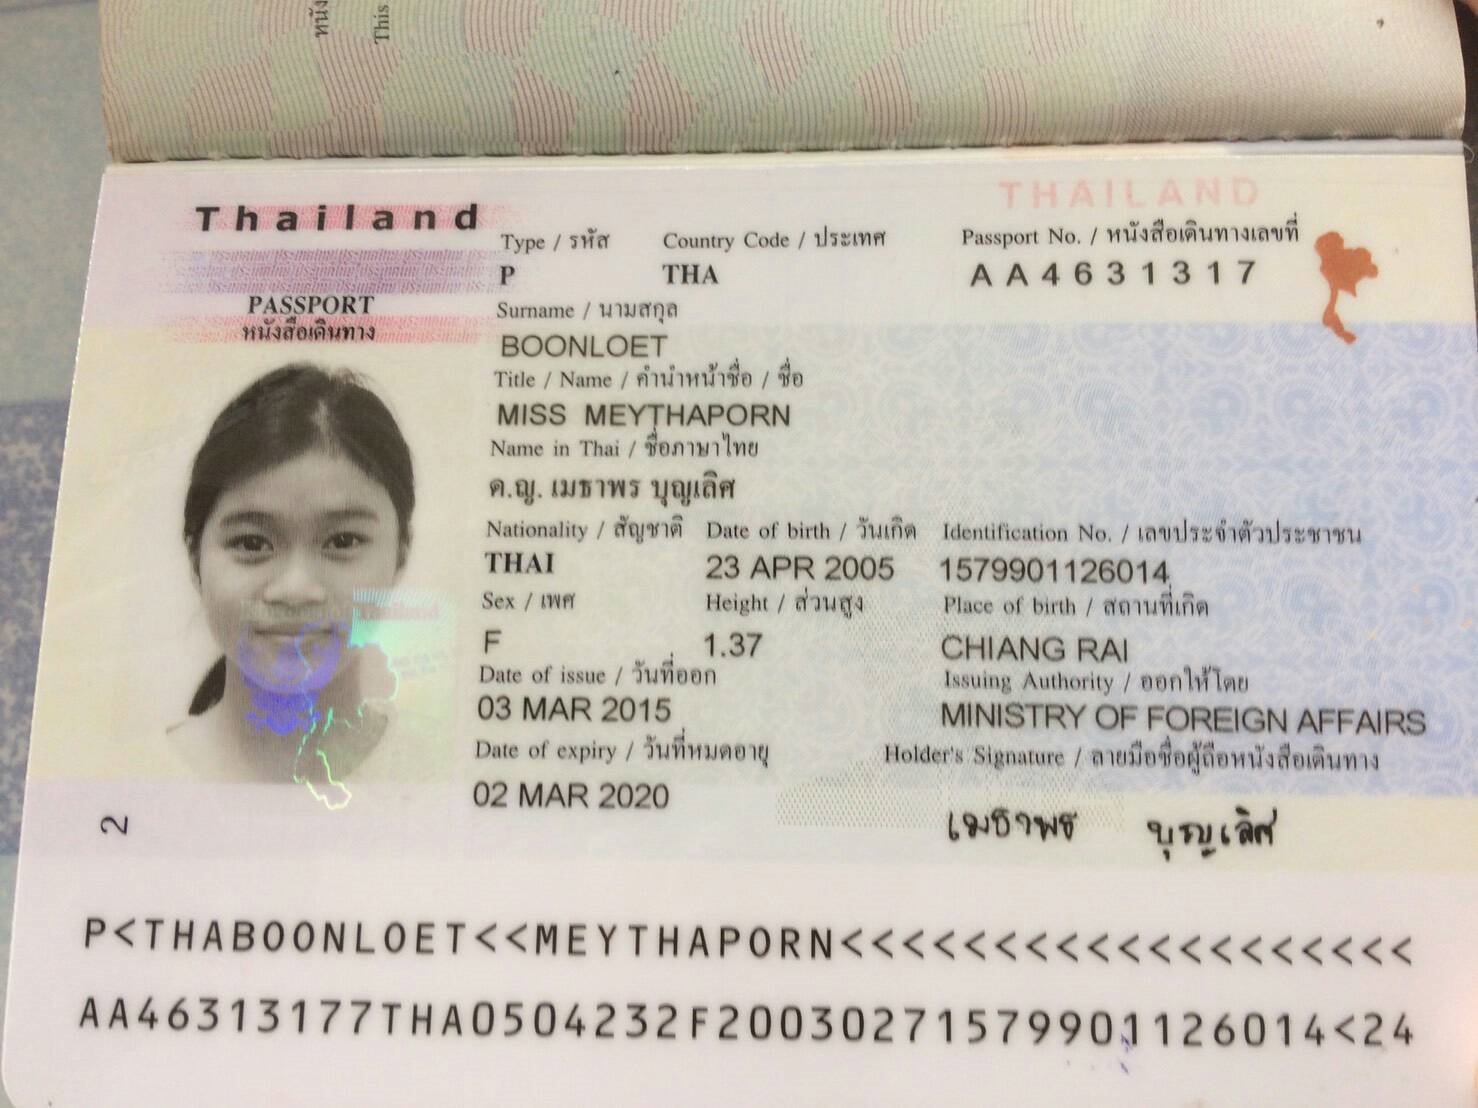 หนัง
This
THAILAND
Thailand
Type / รหัส
Country Code / ประเทศ
Passport No. / หนังสือเดินทางเลขที่
P
THA
AA4631317
PASSPORT
หนังสือเดินทาง
Surname / นามสกุล
BOONLOET
Title / Name / คำนำหน้าชื่อ / ชื่อ
MISS MEYTHAPORN
Name in Thai / ชื่อภาษาไทย
ด.ญ. เมธาพร บุญเลิศ
Nationality / สัญชาติ
Date of birth / วันเกิด
Identification No. / เลขประจำตัวประชาชน
THAI
23 APR 2005
1579901126014
Sex / เพศ
Height / ส่วนสูง
Place of birth / สถานที่เกิด
F
1.37
CHIANG RAI
Date of issue / วันที่ออก
Issuing Authority / ออกให้โดย
03 MAR 2015
MINISTRY OF FOREIGN AFFAIRS
Date of expiry / วันที่หมดอายุ
Holder's Signature / ลายมือชื่อผู้ถือหนังสือเดินทาง
02 MAR 2020
เมธาพร บุญเลิศ
2
P<THABOONLOET<<MEYTHAPORN<<<<<<<<<<<<<<<<<<<
AA46313177THA0504232F20030271579901126014<24